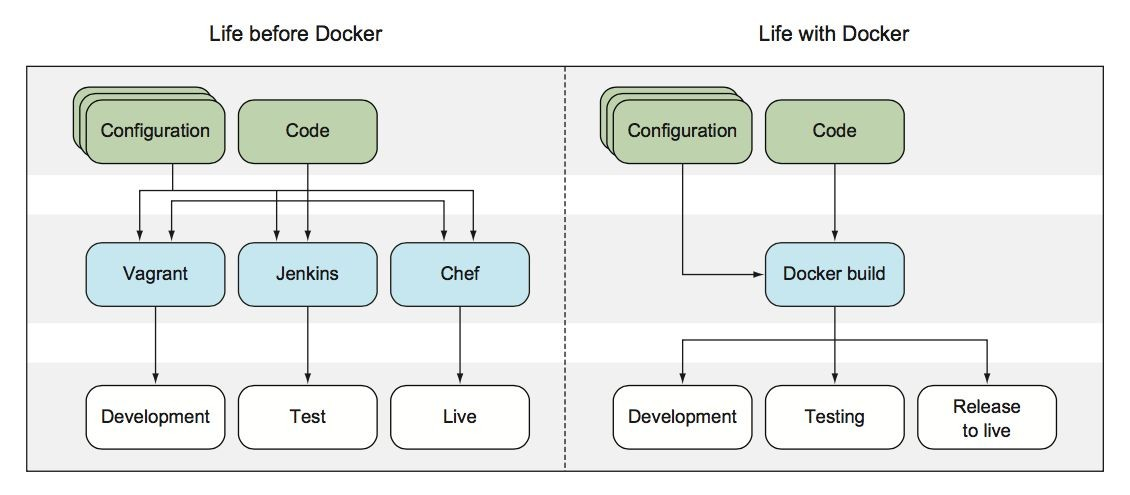 Life before Docker
Life with Docker
Configuration
Code
Configuration
Code
Vagrant
Jenkins
Chef
Docker build
Development
Test
Live
Development
Testing
Release
to live